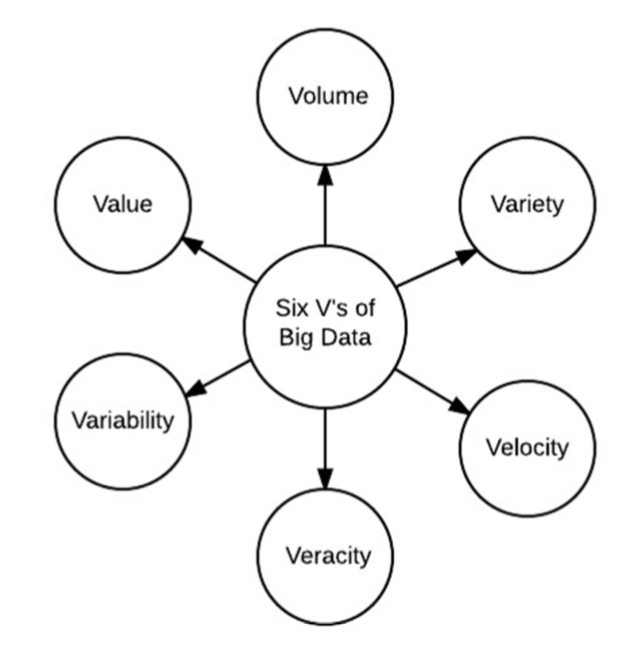 Volume
Value
Variety
Six V's of
Big Data
Variability
Velocity
Veracity